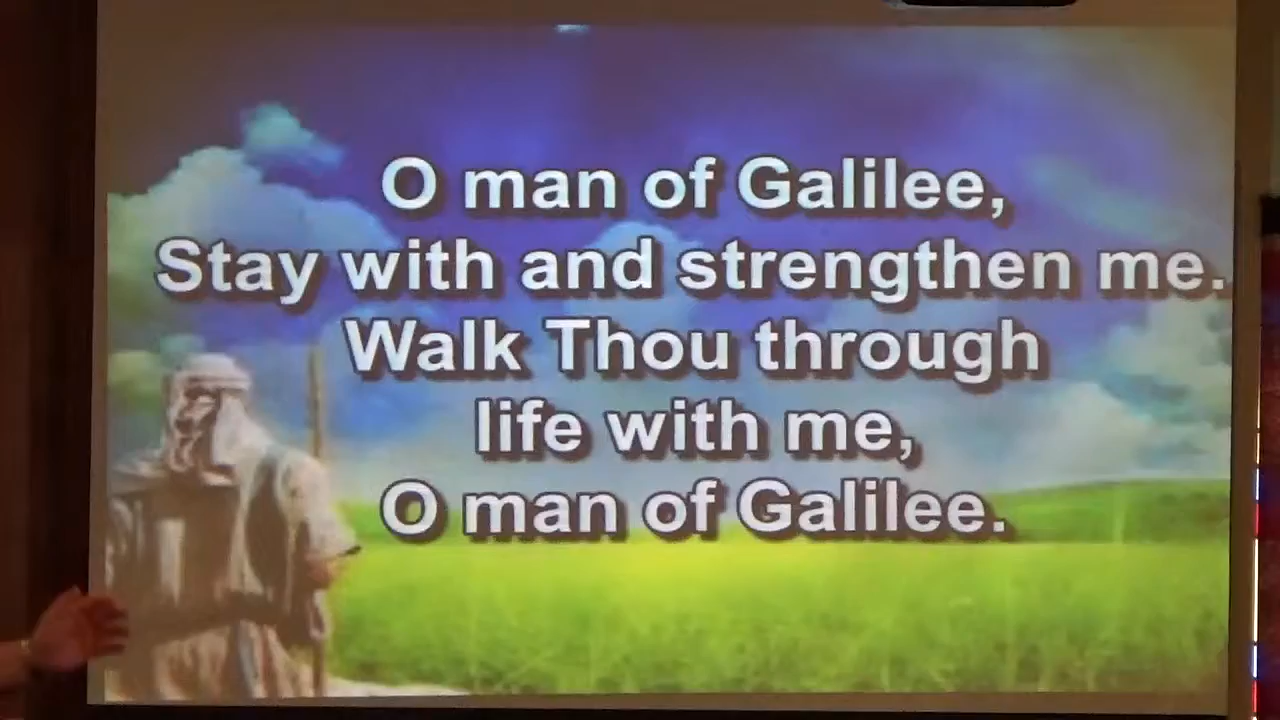 O man of Galilee,
Stay with and strengthen me.
Walk Thou through
life with me,
O man of Galilee.